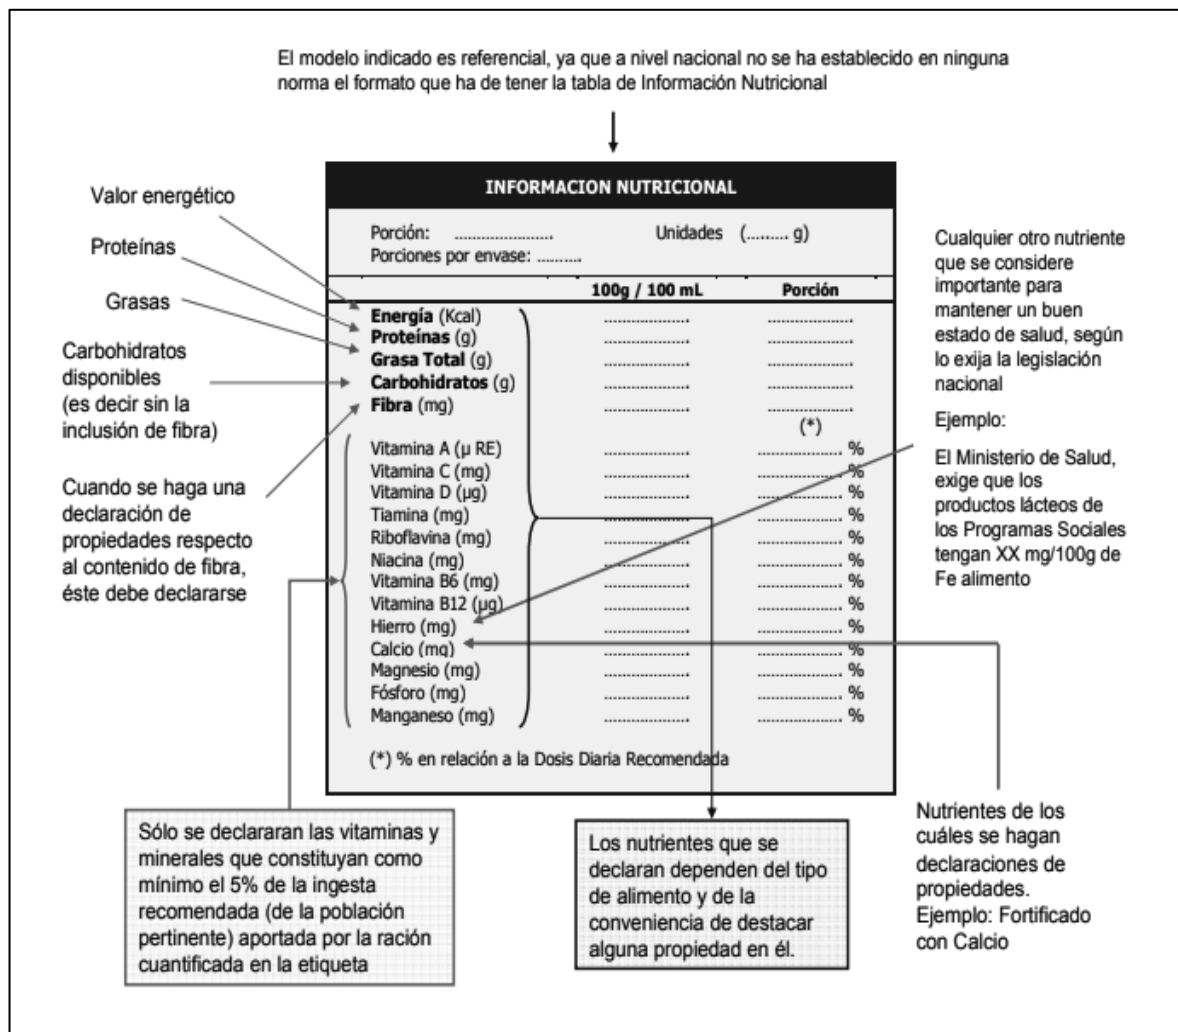 El modelo indicado es referencial, ya que a nivel nacional no se ha establecido en ninguna
norma el formato que ha de tener la tabla de Información Nutricional
Valor energético
Proteínas
Grasas
Carbohidratos
disponibles
(es decir sin la
inclusión de fibra)
Cuando se haga una
declaración de
propiedades respecto
al contenido de fibra,
éste debe declararse
INFORMACION NUTRICIONAL
Porción: ...................... Unidades (......... g)
Porciones por envase: ..........
100g / 100 mL Porción
Energía (Kcal) ................... ...................
Proteínas (g) ................... ...................
Grasa Total (g) ................... ...................
Carbohidratos (g) ................... ...................
Fibra (mg) ................... ...................
(*)
Vitamina A (µ RE) ................... ................... %
Vitamina C (mg) ................... ................... %
Vitamina D (µg) ................... ................... %
Tiamina (mg) ................... ................... %
Riboflavina (mg) ................... ................... %
Niacina (mg) ................... ................... %
Vitamina B6 (mg) ................... ................... %
Vitamina B12 (µg) ................... ................... %
Hierro (mg) ................... ................... %
Calcio (mg) ................... ................... %
Magnesio (mg) ................... ................... %
Fósforo (mg) ................... ................... %
Manganeso (mg) ................... ................... %
(*) % en relación a la Dosis Diaria Recomendada
Cualquier otro nutriente
que se considere
importante para
mantener un buen
estado de salud, según
lo exija la legislación
nacional
Ejemplo:
El Ministerio de Salud,
exige que los
productos lácteos de
los Programas Sociales
tengan XX mg/100g de
Fe alimento
Sólo se declararan las vitaminas y
minerales que constituyan como
mínimo el 5% de la ingesta
recomendada (de la población
pertinente) aportada por la ración
cuantificada en la etiqueta
Los nutrientes que se
declaran dependen del tipo
de alimento y de la
conveniencia de destacar
alguna propiedad en él.
Nutrientes de los
cuáles se hagan
declaraciones de
propiedades.
Ejemplo: Fortificado
con Calcio